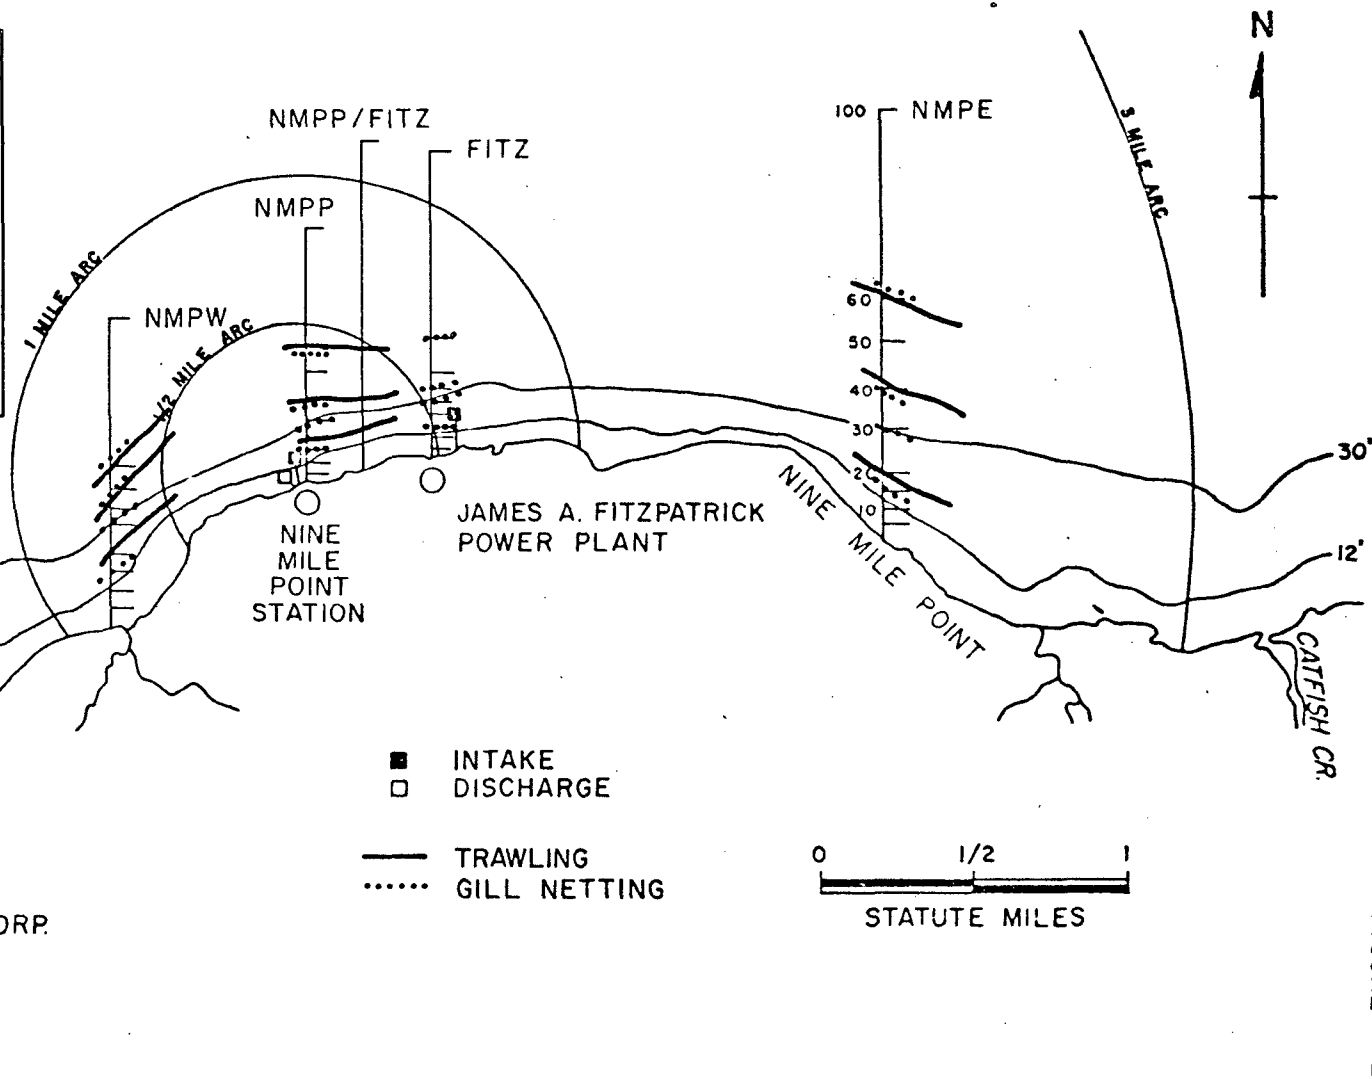 N
NMPP/FITZ
FITZ
100 NMPE
3 MILE ARC
NMPP
1 MILE ARC
NMPW
1/2 MILE ARC
60
50
40
30
20
10
30'
12'
NINE MILE POINT
NINE
MILE
POINT
STATION
JAMES A. FITZPATRICK
POWER PLANT
CATFISH CR.
INTAKE
DISCHARGE
TRAWLING
GILL NETTING
0 1/2 1
STATUTE MILES
ORP.